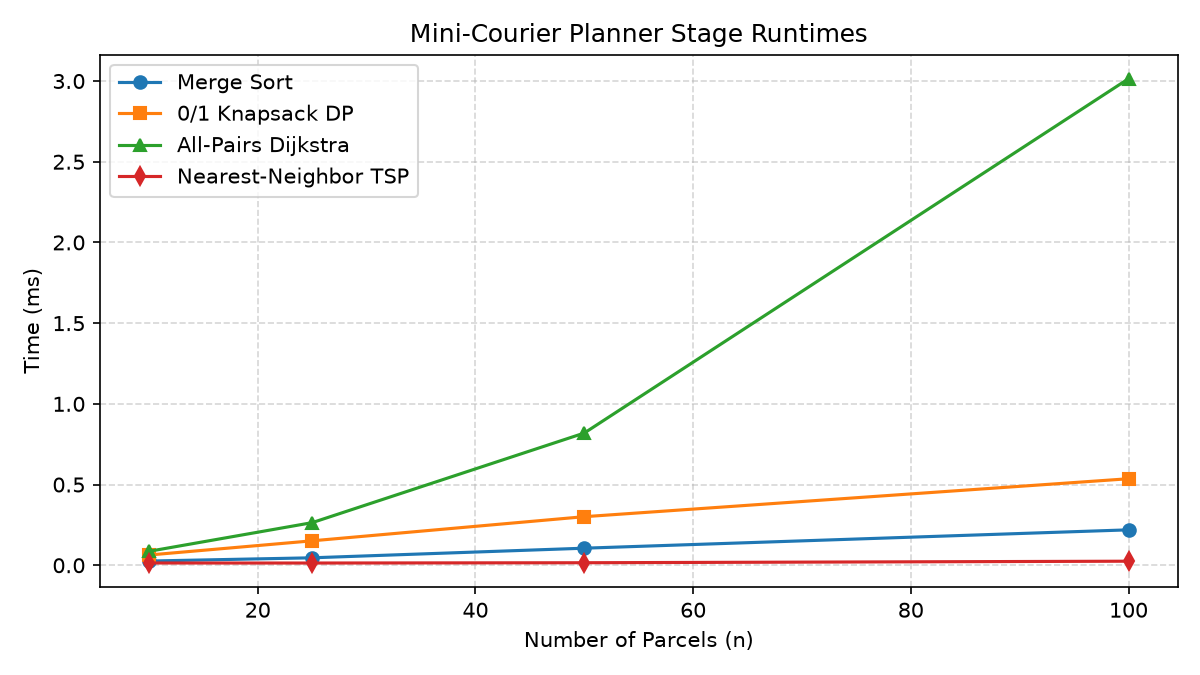 Mini-Courier Planner Stage Runtimes
Merge Sort
0/1 Knapsack DP
All-Pairs Dijkstra
Nearest-Neighbor TSP
3.0
2.5
2.0
1.5
1.0
0.5
0.0
Time (ms)
20 40 60 80 100
Number of Parcels (n)